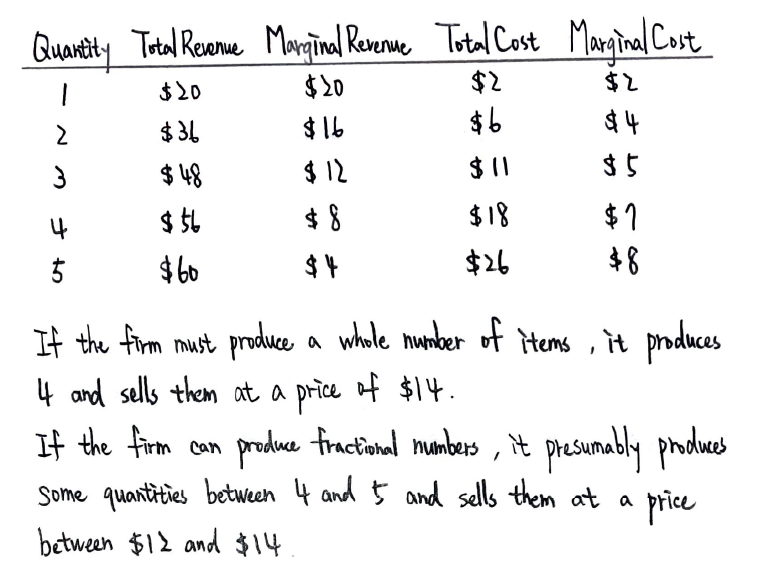 Quantity Total Revenue Marginal Revenue Total Cost Marginal Cost
1 $20 $20 $2 $2
2 $36 $16 $6 $4
3 $48 $12 $11 $5
4 $56 $8 $18 $7
5 $60 $4 $26 $8
If the firm must produce a whole number of items, it produces
4 and sells them at a price of $14.
If the firm can produce fractional numbers, it presumably produces
some quantities between 4 and 5 and sells them at a price
between $12 and $14.